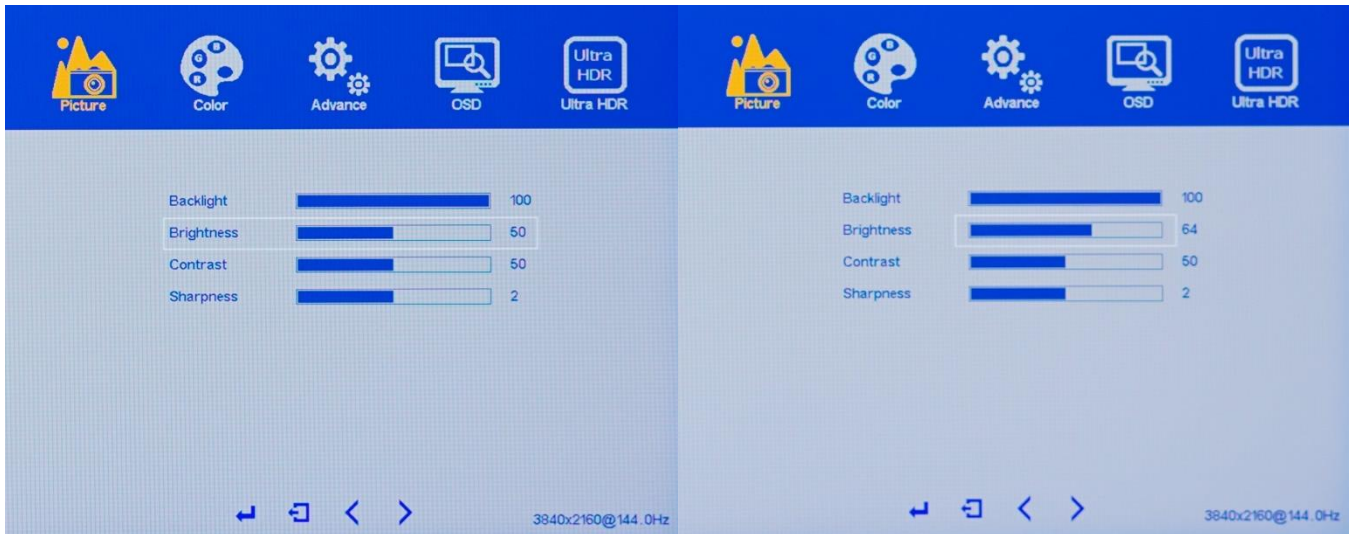 Ultra
HDR
Picture Color Advance OSD Ultra HDR
Backlight 100
Brightness 50
Contrast 50
Sharpness 2
3840x2160@144.0Hz
Ultra
HDR
Picture Color Advance OSD Ultra HDR
Backlight 100
Brightness 64
Contrast 50
Sharpness 2
3840x2160@144.0Hz